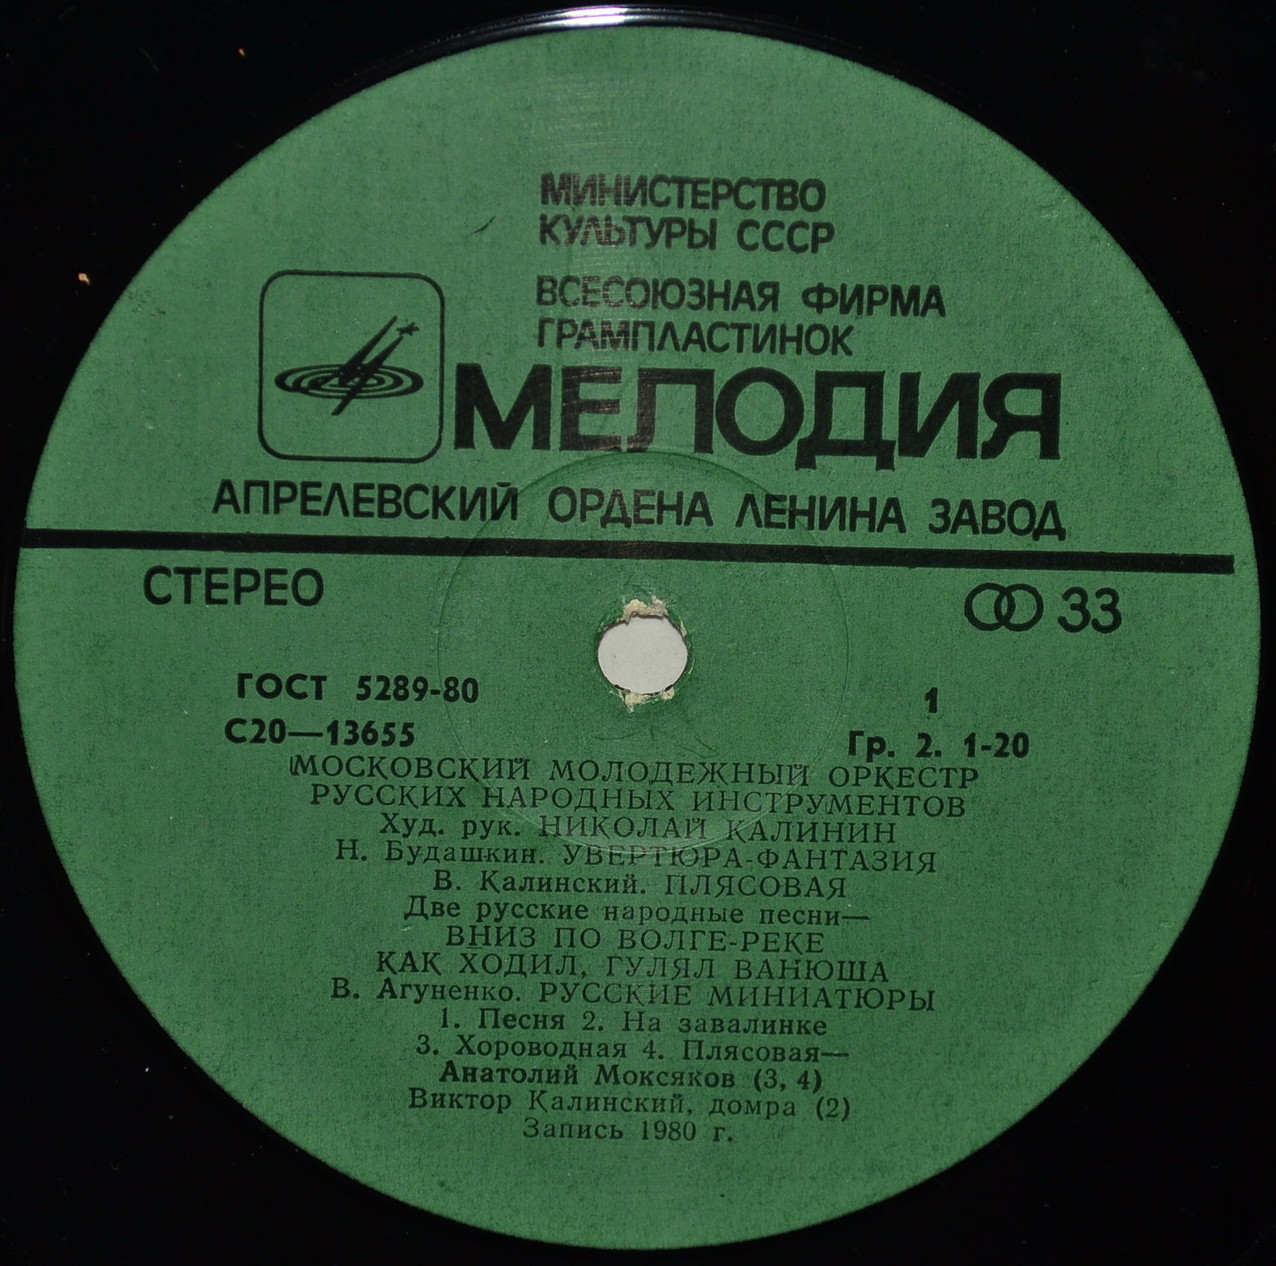 МИНИСТЕРСТВО
КУЛЬТУРЫ СССР
ВСЕСОЮЗНАЯ ФИРМА
ГРАМПЛАСТИНОК
МЕЛОДИЯ
АПРЕЛЕВСКИЙ ОРДЕНА ЛЕНИНА ЗАВОД
СТЕРЕО
33
ГОСТ 5289-80
1
С20—13655
Гр. 2. 1-20
МОСКОВСКИЙ МОЛОДЕЖНЫЙ ОРКЕСТР
РУССКИХ НАРОДНЫХ ИНСТРУМЕНТОВ
Худ. рук. НИКОЛАЙ КАЛИНИН
Н. Будашкин. УВЕРТЮРА-ФАНТАЗИЯ
В. Калинский. ПЛЯСОВАЯ
Две русские народные песни—
ВНИЗ ПО ВОЛГЕ-РЕКЕ
КАК ХОДИЛ, ГУЛЯЛ ВАНЮША
В. Агуненко. РУССКИЕ МИНИАТЮРЫ
1. Песня 2. На завалинке
3. Хороводная 4. Плясовая—
Анатолий Моксяков (3, 4)
Виктор Калинский, домра (2)
Запись 1980 г.